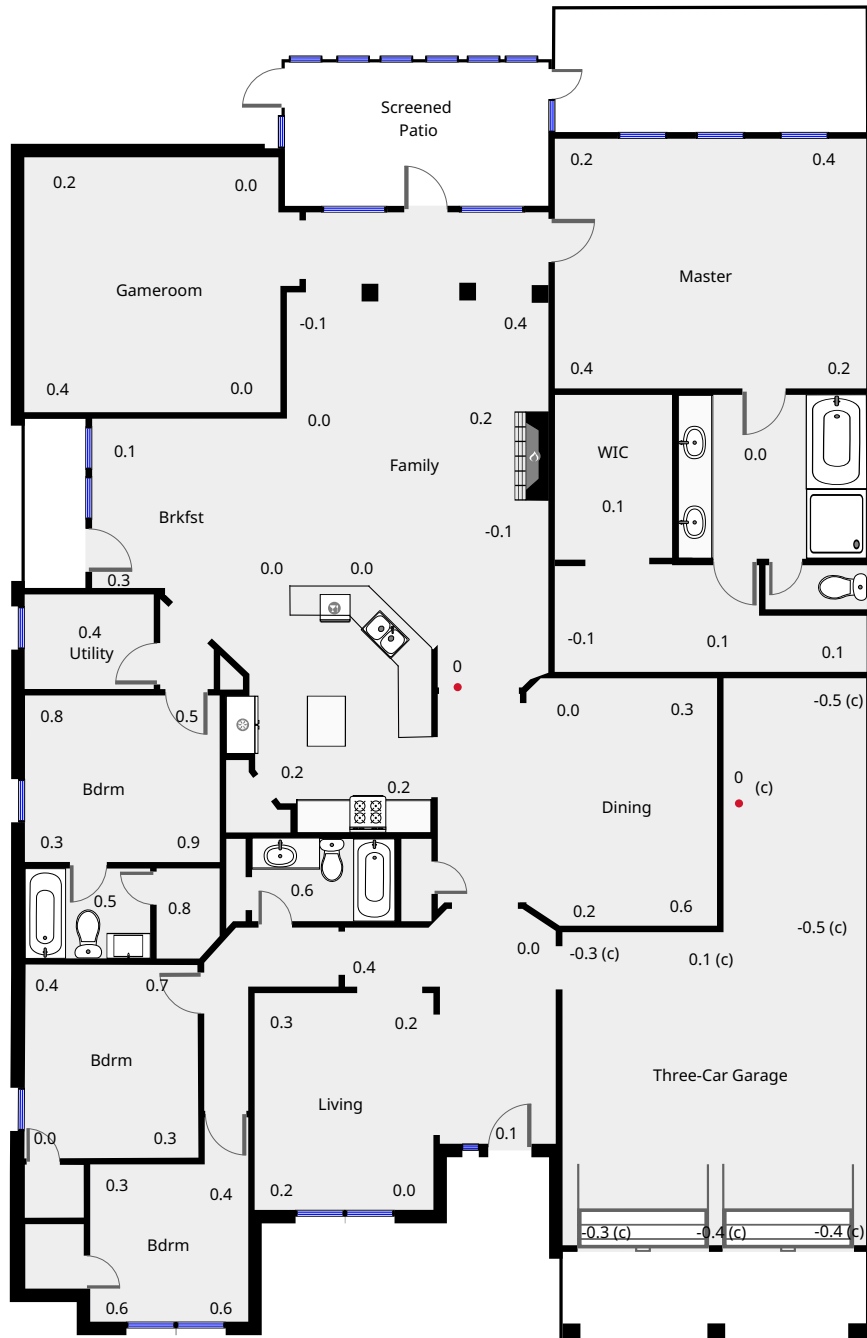 Screened
Patio
0.2
0.0
0.2
0.4
Gameroom
Master
-0.1
0.4
0.4
0.0
0.4
0.2
0.0
0.2
0.1
Family
WIC
0.0
0.1
Brkfst
-0.1
0.3
0.0
0.0
0.4
Utility
0
-0.1
0.1
0.1
0.8
0.5
0.0
0.3
-0.5 (c)
0.2
0.2
0
(c)
Bdrm
Dining
0.3
0.9
0.5
0.8
0.6
0.2
0.6
-0.5 (c)
0.0
-0.3 (c)
0.1 (c)
0.4
0.4
0.7
0.3
0.2
Bdrm
Living
Three-Car Garage
0.0
0.3
0.1
0.3
0.4
0.2
0.0
Bdrm
-0.3 (c)
-0.4 (c)
-0.4 (c)
0.6
0.6